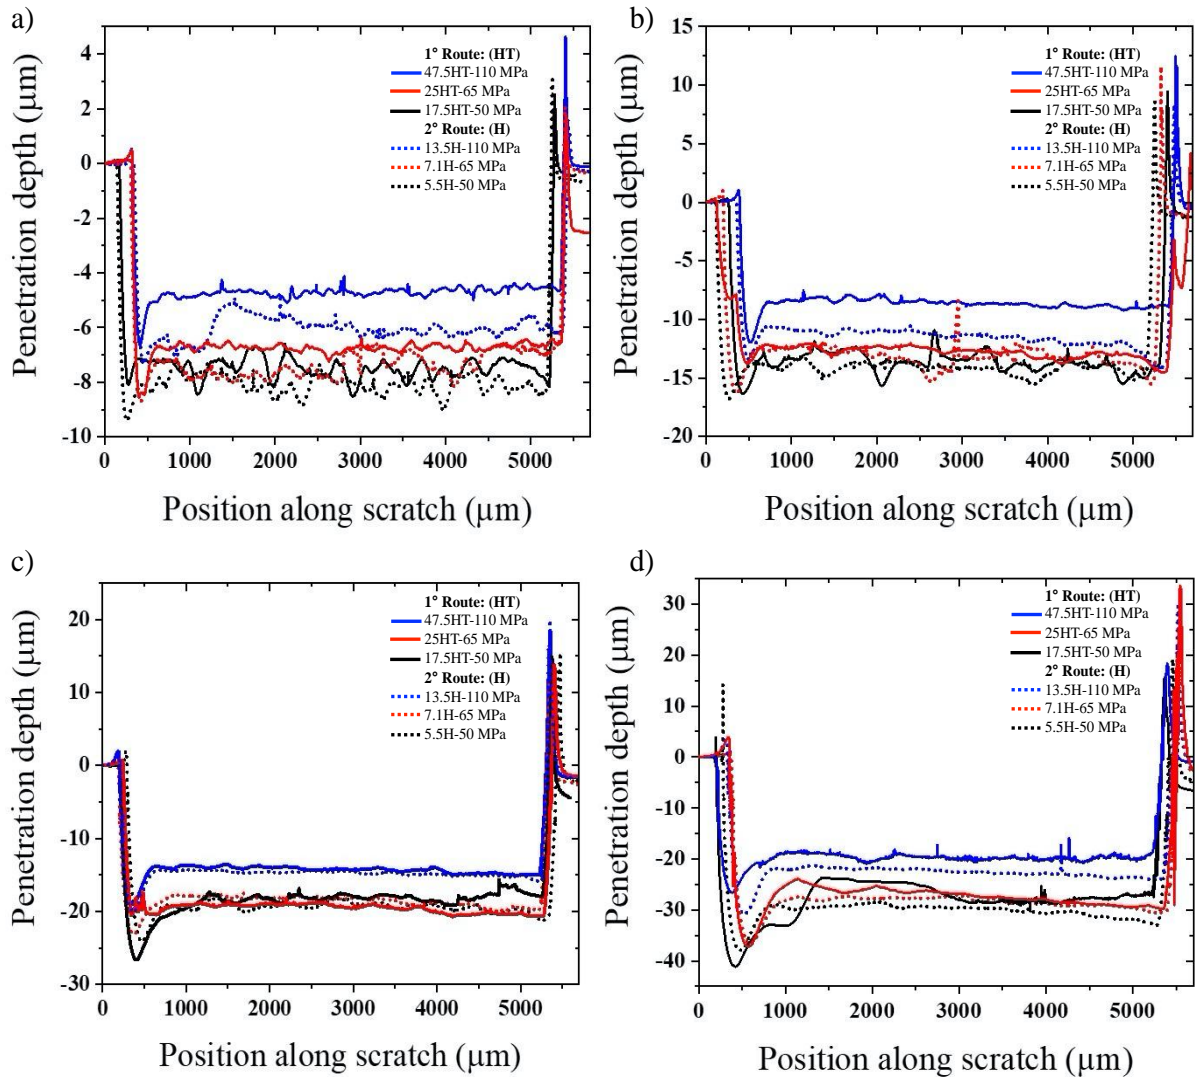 a)
Penetration depth (µm)
4
2
0
-2
-4
-6
-8
-10
0 1000 2000 3000 4000 5000
Position along scratch (µm)
1° Route: (HT)
47.5HT-110 MPa
25HT-65 MPa
17.5HT-50 MPa
2° Route: (H)
13.5H-110 MPa
7.1H-65 MPa
5.5H-50 MPa
b)
Penetration depth (µm)
15
10
5
0
-5
-10
-15
-20
0 1000 2000 3000 4000 5000
Position along scratch (µm)
1° Route: (HT)
47.5HT-110 MPa
25HT-65 MPa
17.5HT-50 MPa
2° Route: (H)
13.5H-110 MPa
7.1H-65 MPa
5.5H-50 MPa
c)
Penetration depth (µm)
20
10
0
-10
-20
-30
0 1000 2000 3000 4000 5000
Position along scratch (µm)
1° Route: (HT)
47.5HT-110 MPa
25HT-65 MPa
17.5HT-50 MPa
2° Route: (H)
13.5H-110 MPa
7.1H-65 MPa
5.5H-50 MPa
d)
Penetration depth (µm)
30
20
10
0
-10
-20
-30
-40
0 1000 2000 3000 4000 5000
Position along scratch (µm)
1° Route: (HT)
47.5HT-110 MPa
25HT-65 MPa
17.5HT-50 MPa
2° Route: (H)
13.5H-110 MPa
7.1H-65 MPa
5.5H-50 MPa